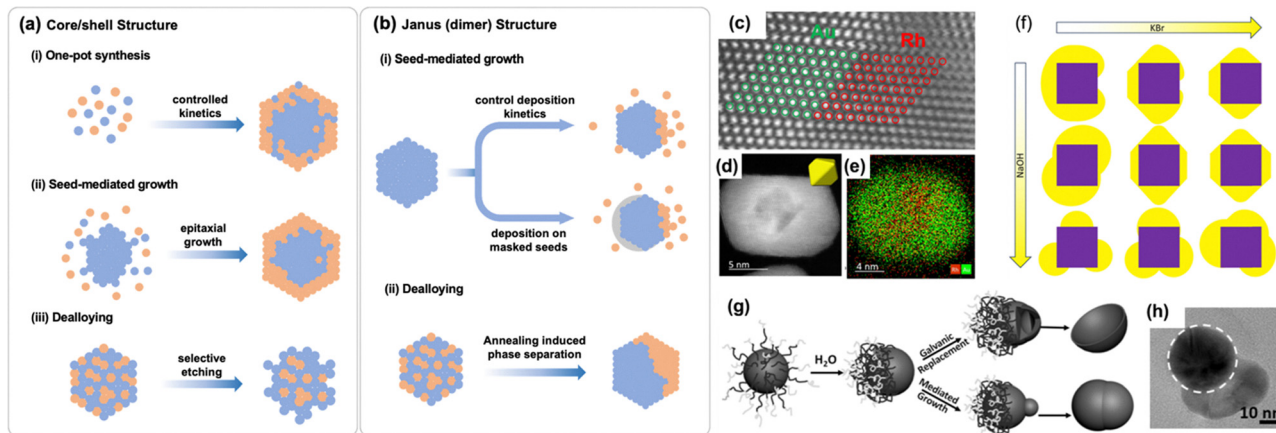 (a) Core/shell Structure
(i) One-pot synthesis
controlled
kinetics
(ii) Seed-mediated growth
epitaxial
growth
(iii) Dealloying
selective
etching
(b) Janus (dimer) Structure
(i) Seed-mediated growth
control deposition
kinetics
deposition on
masked seeds
(ii) Dealloying
Annealing induced
phase separation
(c)
Au
Rh
(d)
5 nm
(e)
4 nm
Rh Au
(f)
KBr
NaOH
(g)
H₂O
Galvanic
Replacement
Mediated
Growth
(h)
10 nm